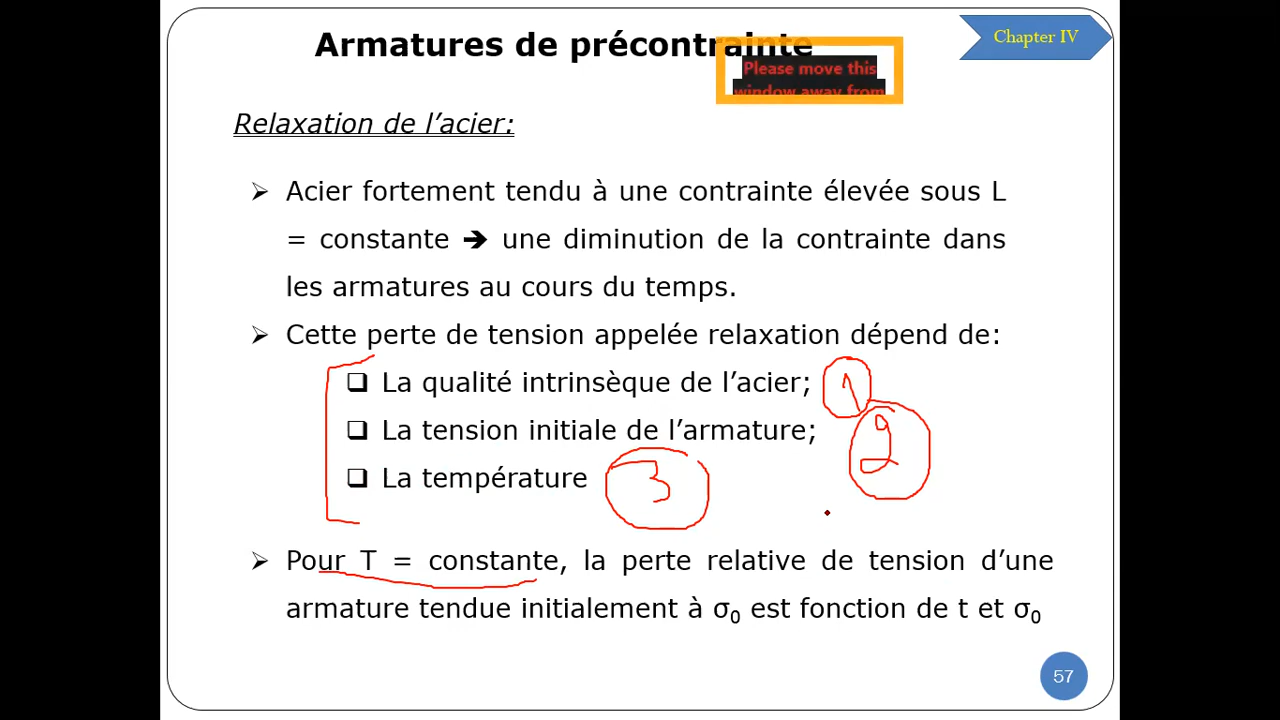 Armatures de précontrainte
Chapter IV
Please move this
window away from
Relaxation de l’acier:
➢ Acier fortement tendu à une contrainte élevée sous L
= constante ➔ une diminution de la contrainte dans
les armatures au cours du temps.
➢ Cette perte de tension appelée relaxation dépend de:
❑ La qualité intrinsèque de l’acier; 1
❑ La tension initiale de l’armature; 2
❑ La température 3
➢ Pour T = constante, la perte relative de tension d’une
armature tendue initialement à σ₀ est fonction de t et σ₀
57